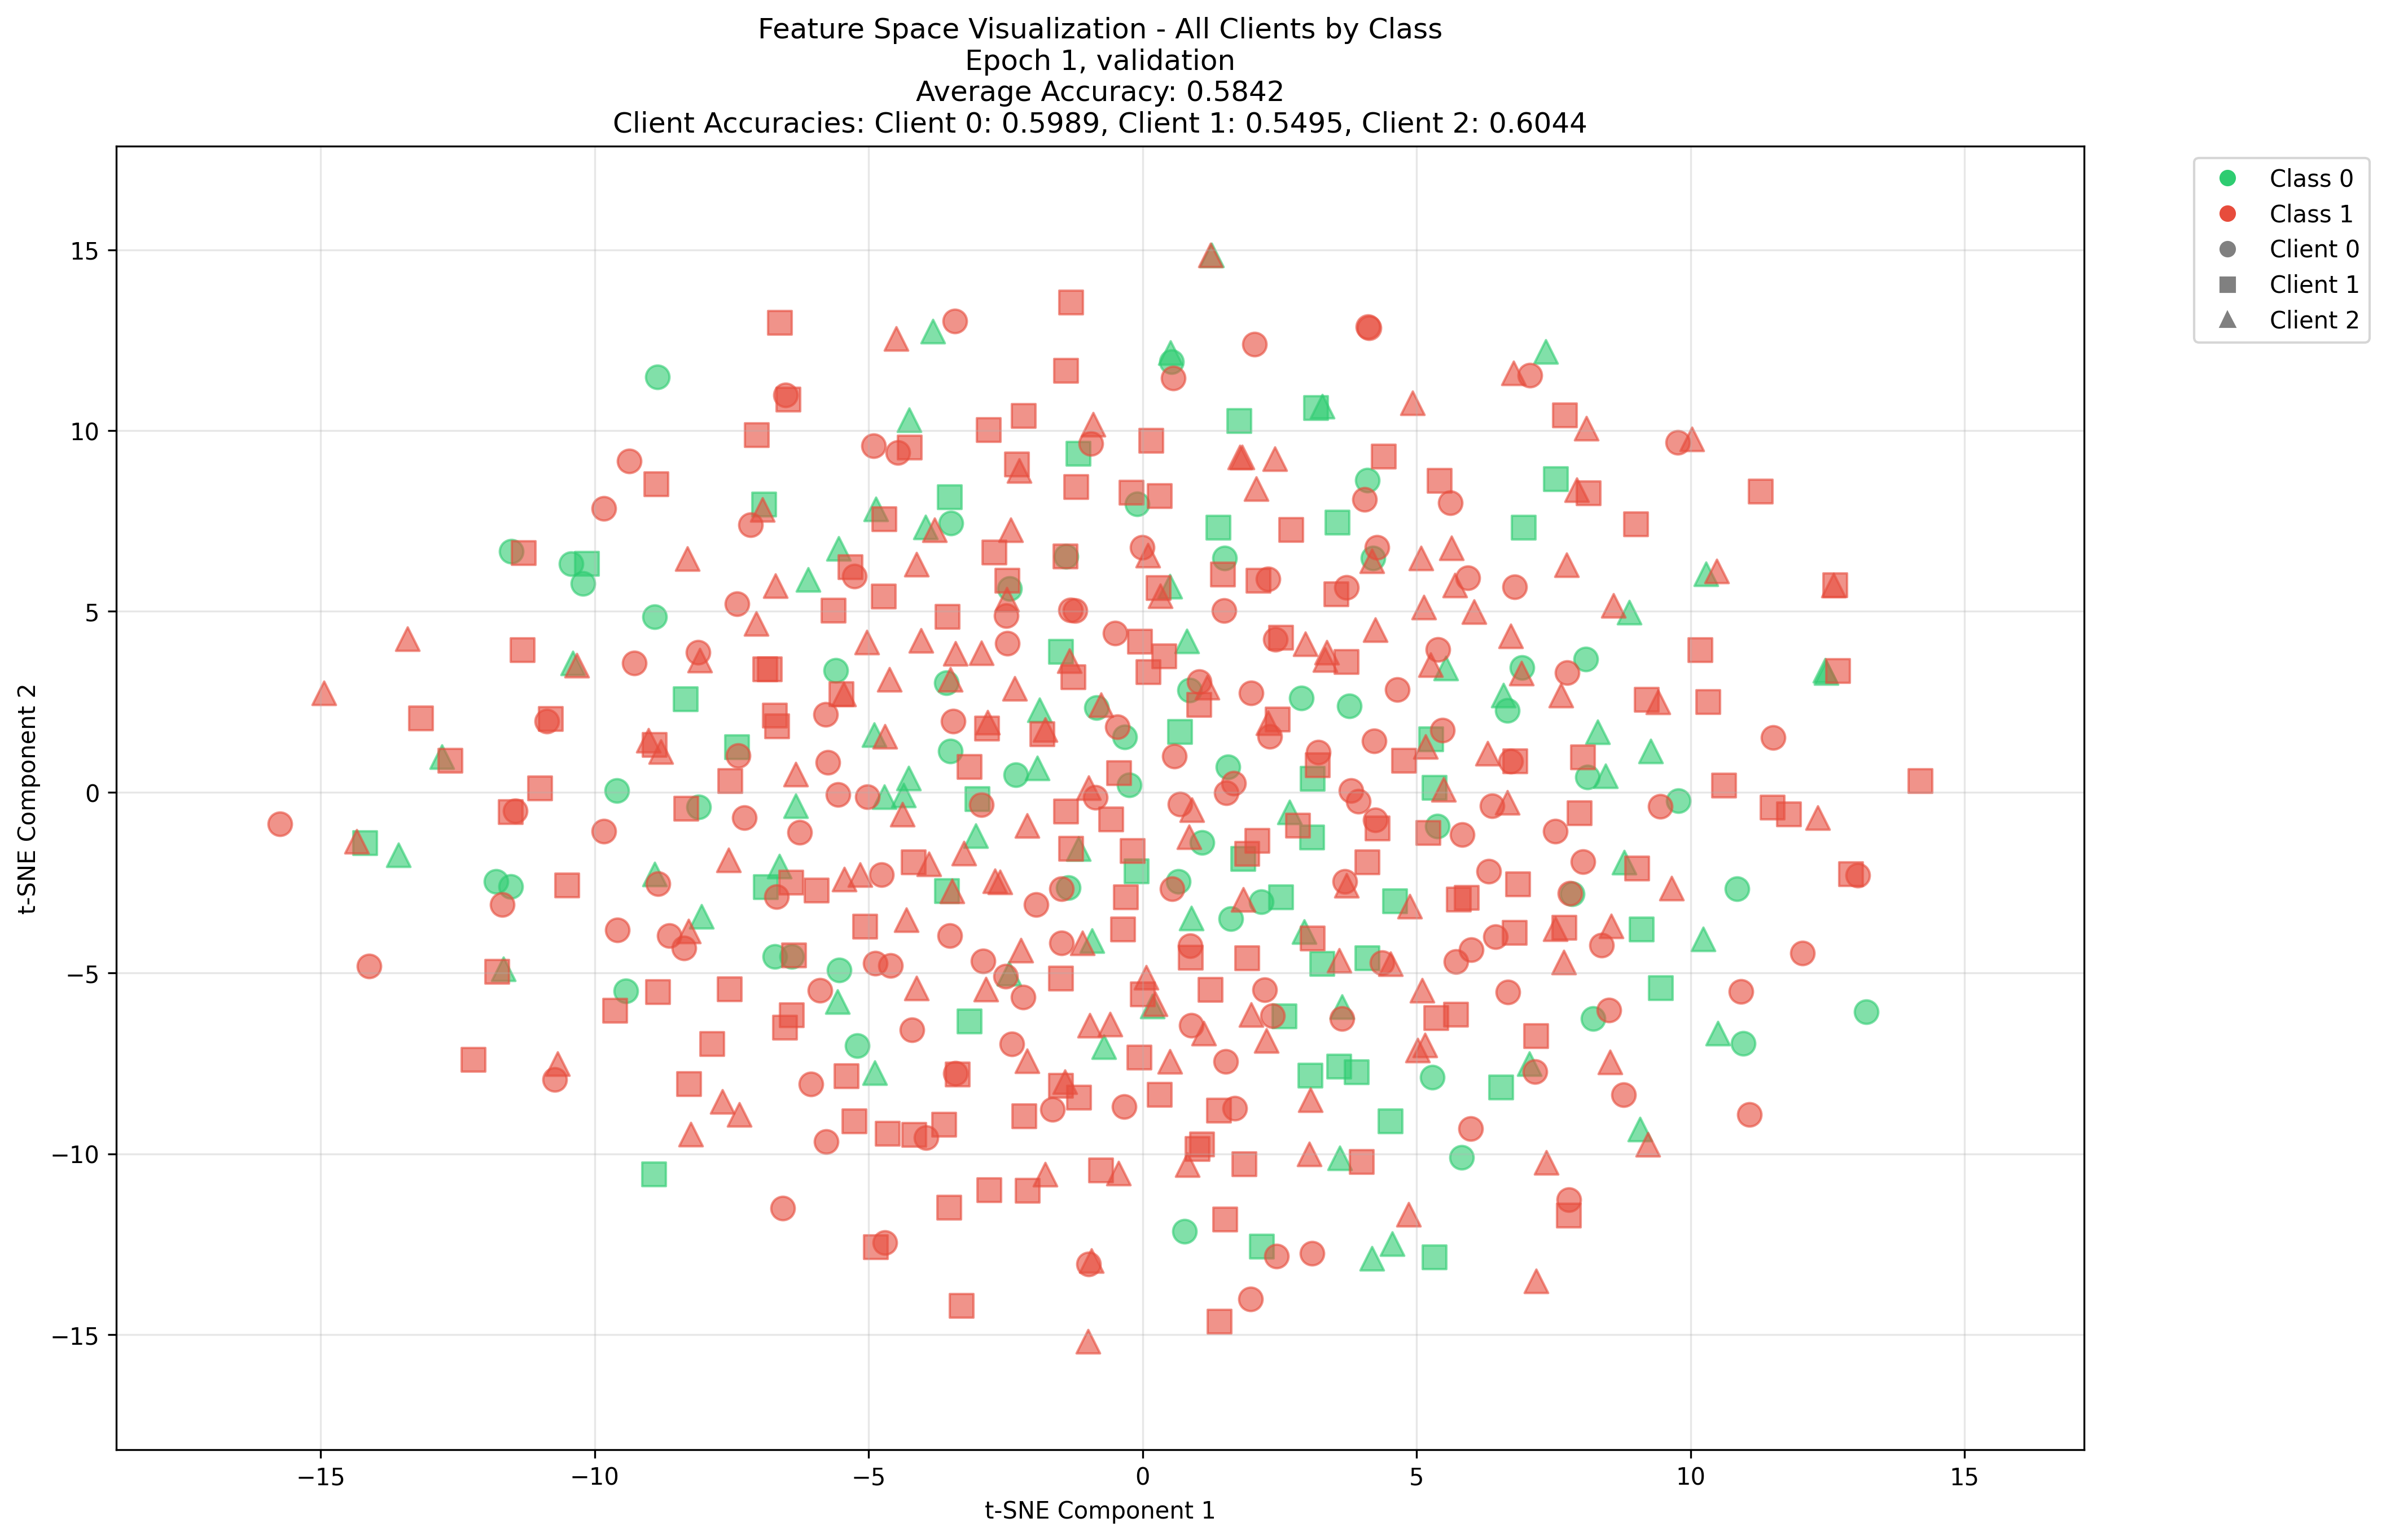 Feature Space Visualization - All Clients by Class
Epoch 1, validation
Average Accuracy: 0.5842
Client Accuracies: Client 0: 0.5989, Client 1: 0.5495, Client 2: 0.6044
Class 0
Class 1
Client 0
Client 1
Client 2
t-SNE Component 2
15
10
5
0
−5
−10
−15
−15
−10
−5
0
5
10
15
t-SNE Component 1